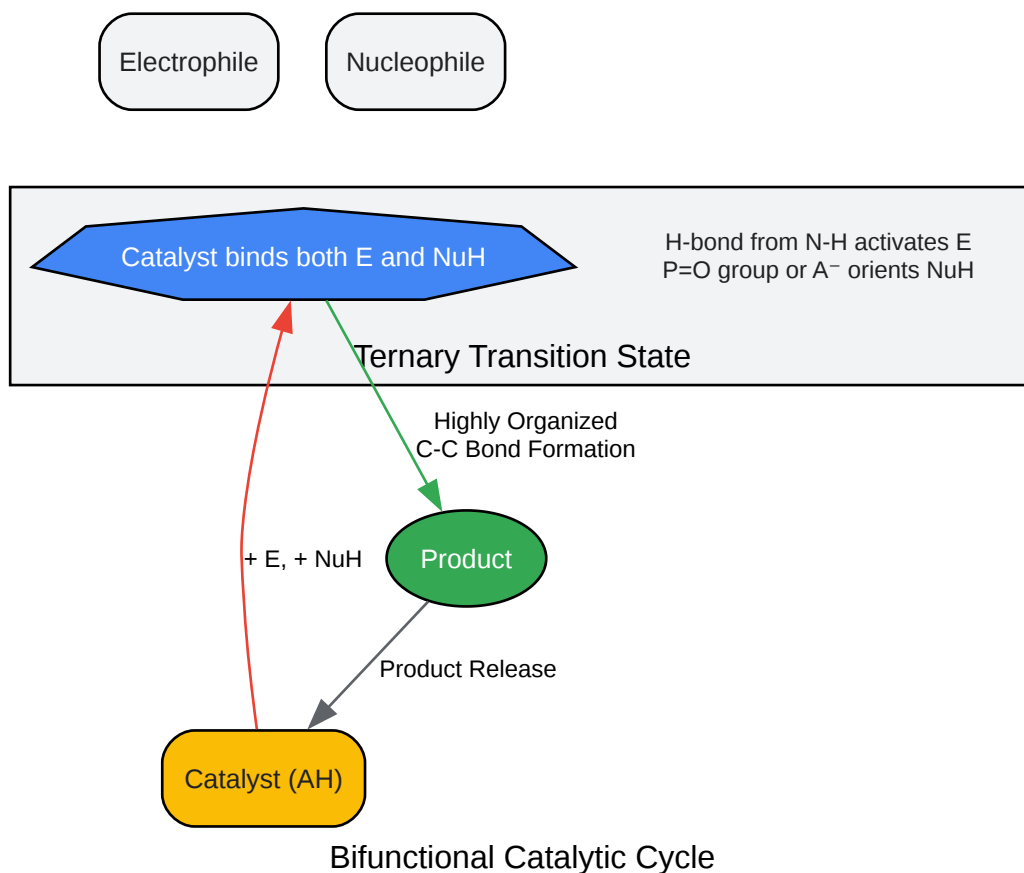 Electrophile
Nucleophile
Catalyst binds both E and NuH
H-bond from N-H activates E
P=O group or A⁻ orients NuH
Ternary Transition State
Highly Organized
C-C Bond Formation
+ E, + NuH
Product
Product Release
Catalyst (AH)
Bifunctional Catalytic Cycle